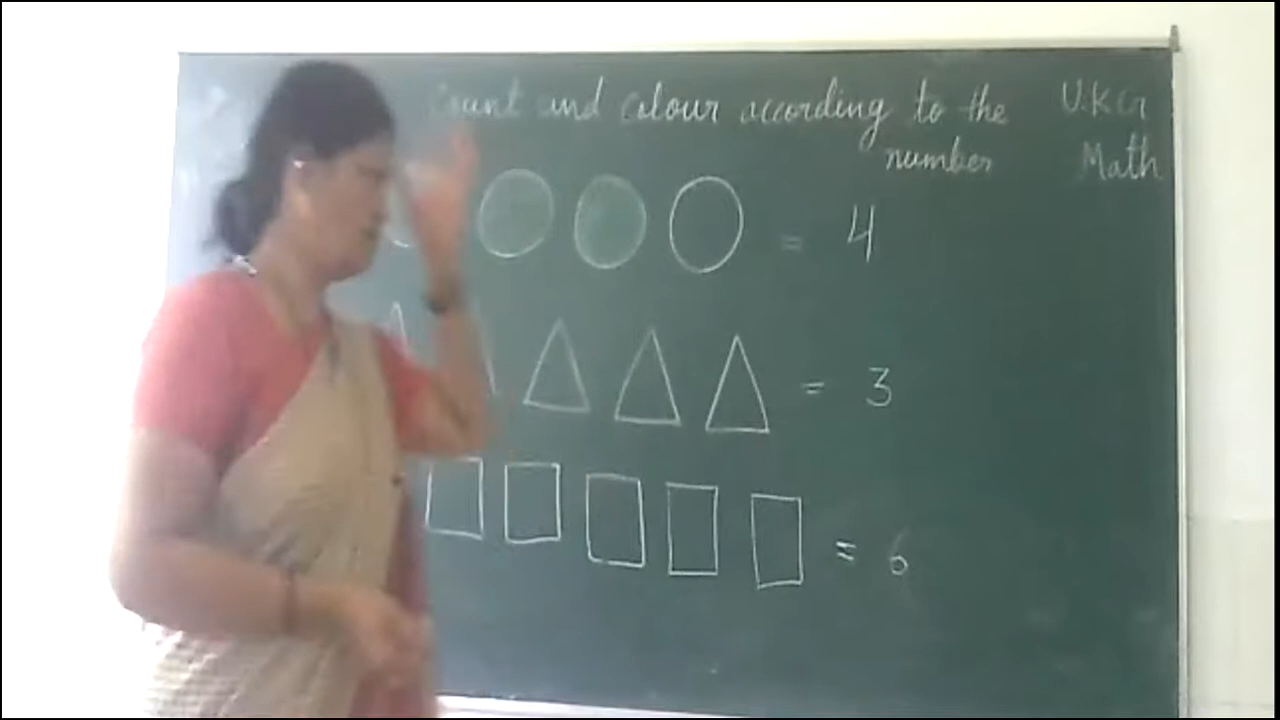 Count and colour according to the
number
U.KG
Math
= 4
= 3
= 6